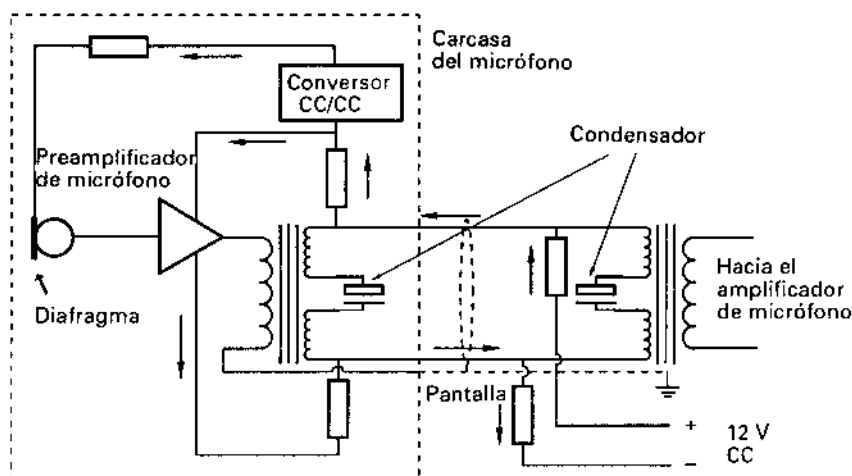 Carcasa
del micrófono
Conversor
CC/CC
Condensador
Preamplificador
de micrófono
Hacia el
amplificador
de micrófono
Diafragma
Pantalla
+
12 V
CC
−